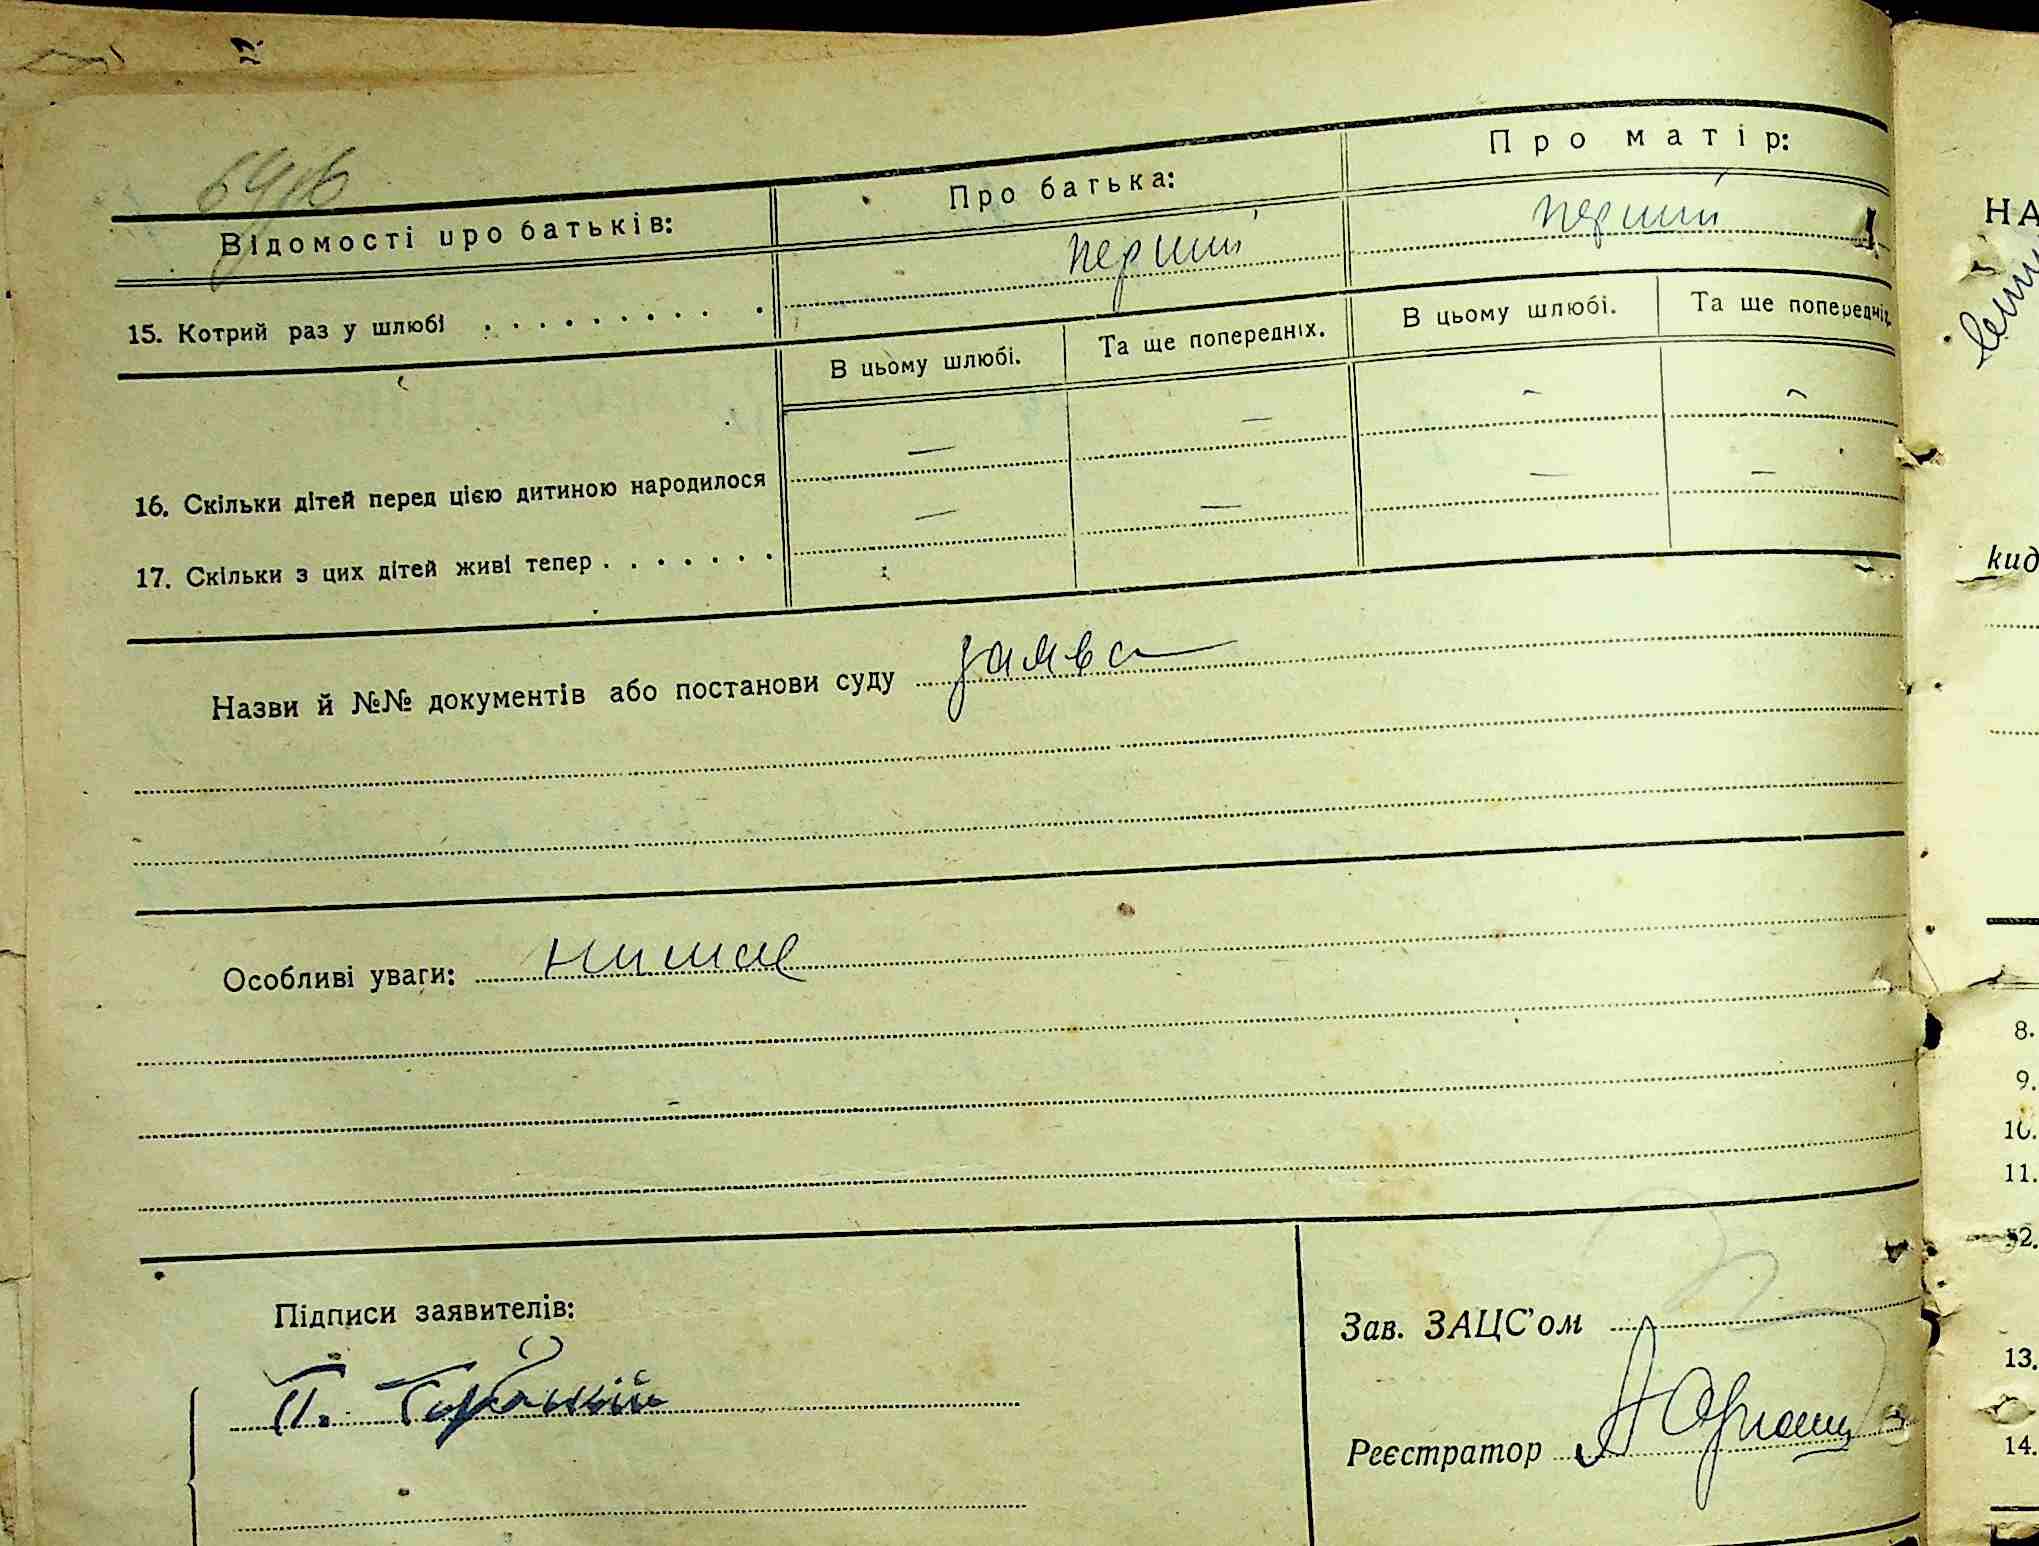 Відомості про батьків:
Про батька:
Про матір:
15. Котрий раз у шлюбі . . . . . . . . . .
перший
перший
В цьому шлюбі.
Та ще попередніх.
В цьому шлюбі.
Та ще попередніх.
16. Скільки дітей перед цією дитиною народилося
— — — —
17. Скільки з цих дітей живі тепер . . . . . . .
— — — —
Назви й №№ документів або постанови суду заява
Особливі уваги: нимає
Підписи заявителів:
П.
Зав. ЗАЦС’ом
Реєстратор
НА
кид
8.
9.
10.
11.
12.
13.
14.